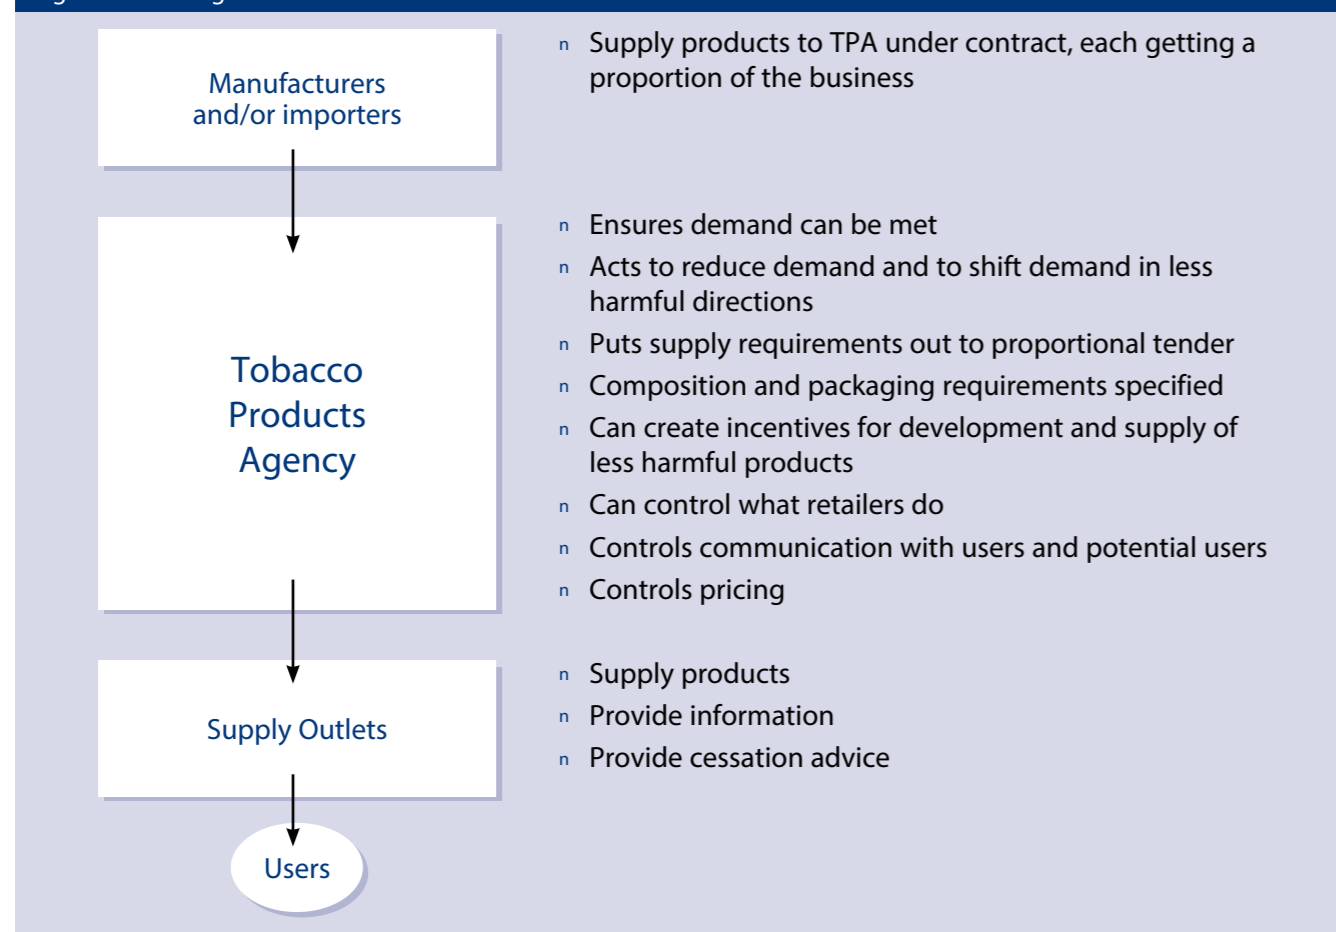 Manufacturers
and/or importers
n Supply products to TPA under contract, each getting a
proportion of the business
Tobacco
Products
Agency
n Ensures demand can be met
n Acts to reduce demand and to shift demand in less
harmful directions
n Puts supply requirements out to proportional tender
n Composition and packaging requirements specified
n Can create incentives for development and supply of
less harmful products
n Can control what retailers do
n Controls communication with users and potential users
n Controls pricing
Supply Outlets
n Supply products
n Provide information
n Provide cessation advice
Users